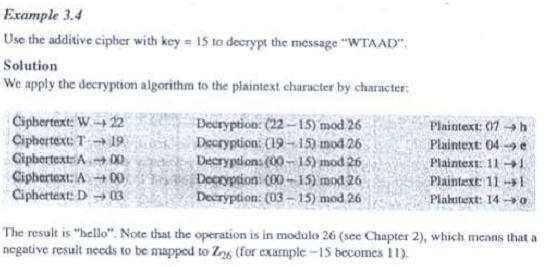 Example 3.4
Use the additive cipher with key = 15 to decrypt the message "WTAAD".
Solution
We apply the decryption algorithm to the plaintext character by character:
Ciphertext: W → 22 Decryption: (22 – 15) mod 26 Plaintext: 07 → h
Ciphertext: T → 19 Decryption: (19 – 15) mod 26 Plaintext: 04 → e
Ciphertext: A → 00 Decryption: (00 – 15) mod 26 Plaintext: 11 → l
Ciphertext: A → 00 Decryption: (00 – 15) mod 26 Plaintext: 11 → l
Ciphertext: D → 03 Decryption: (03 – 15) mod 26 Plaintext: 14 → o
The result is "hello". Note that the operation is in modulo 26 (see Chapter 2), which means that a
negative result needs to be mapped to Z₂₆ (for example –15 becomes 11).